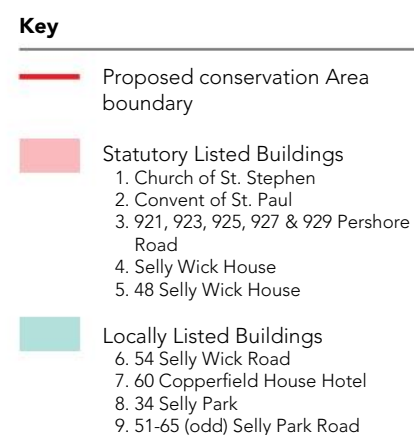 Key
Proposed conservation Area
boundary
Statutory Listed Buildings
1. Church of St. Stephen
2. Convent of St. Paul
3. 921, 923, 925, 927 & 929 Pershore
Road
4. Selly Wick House
5. 48 Selly Wick House
Locally Listed Buildings
6. 54 Selly Wick Road
7. 60 Copperfield House Hotel
8. 34 Selly Park
9. 51-65 (odd) Selly Park Road